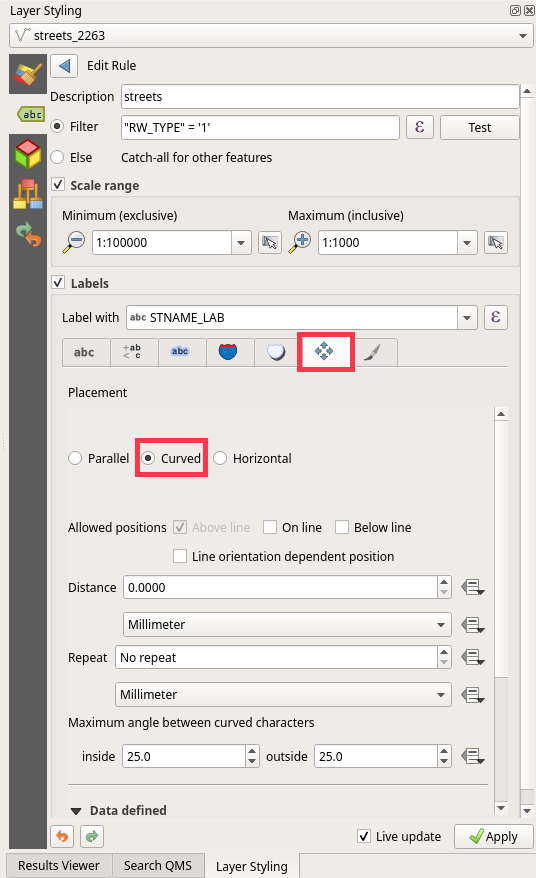 Layer Styling
streets_2263
abc
Edit Rule
Description streets
Filter "RW_TYPE" = '1' ε Test
Else Catch-all for other features
Scale range
Minimum (exclusive) Maximum (inclusive)
1:100000 1:1000
Labels
Label with abc STNAME_LAB ε
abc +ab < c abc
Placement
Parallel Curved Horizontal
Allowed positions Above line On line Below line
Line orientation dependent position
Distance 0.0000
Millimeter
Repeat No repeat
Millimeter
Maximum angle between curved characters
inside 25.0 outside 25.0
Data defined
Live update Apply
Results Viewer Search QMS Layer Styling